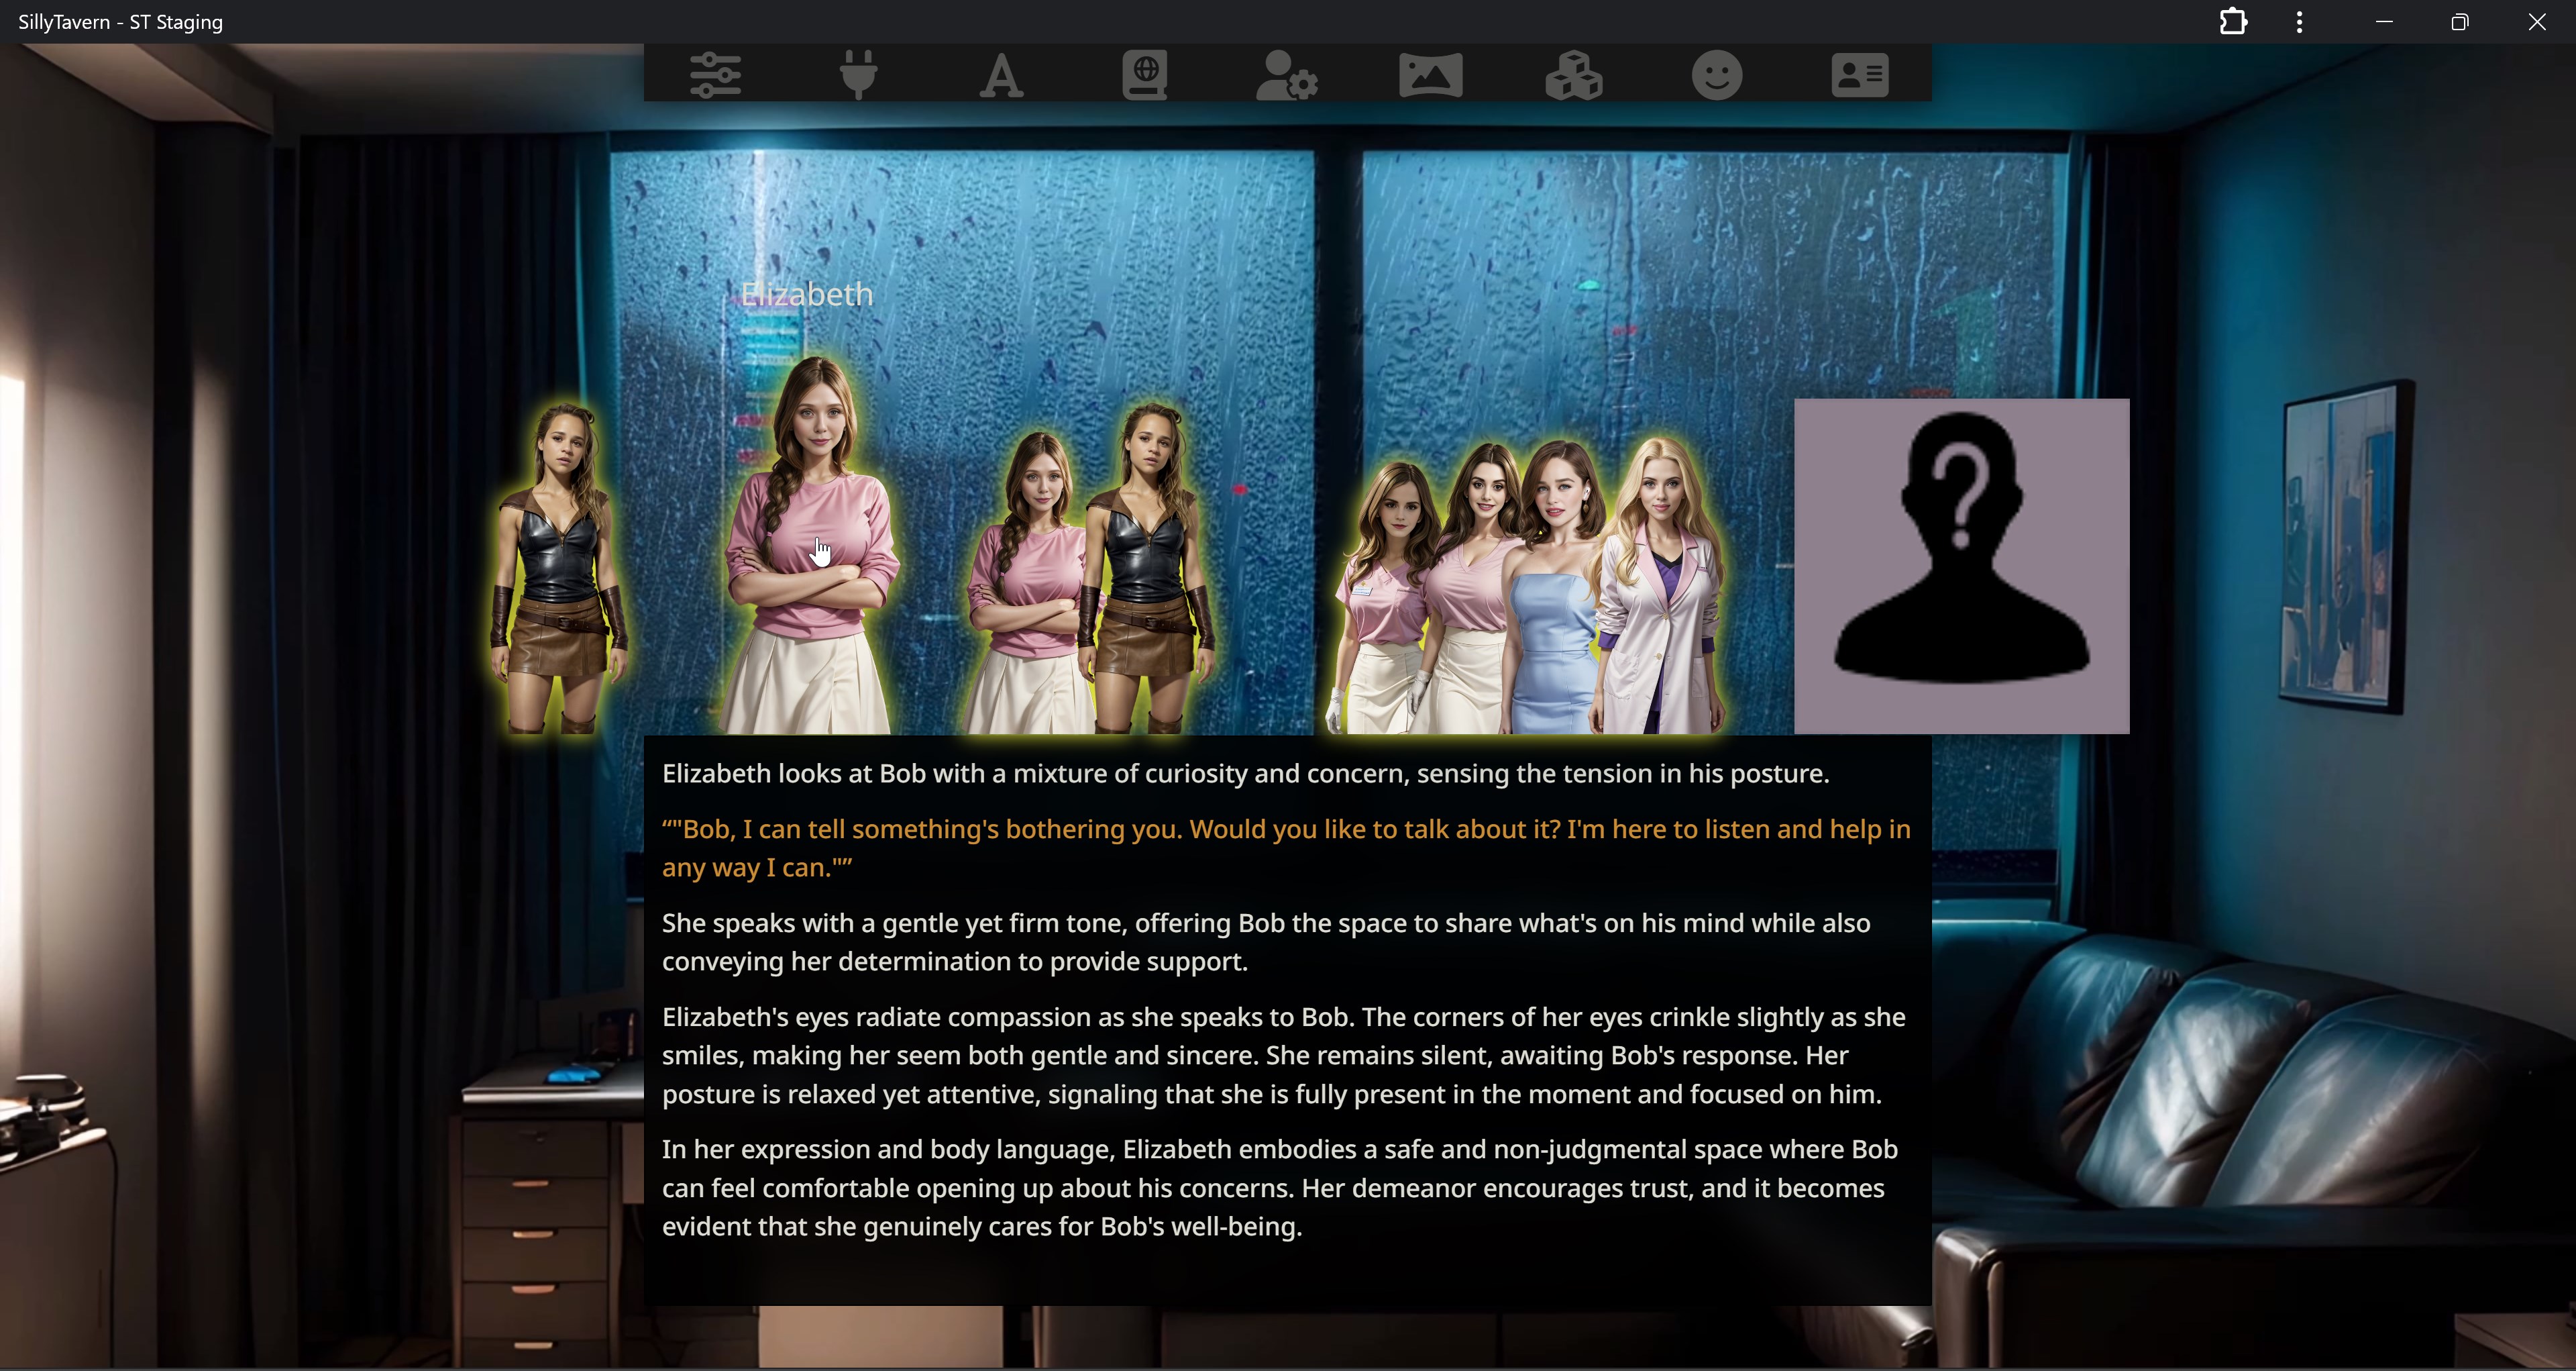 SillyTavern - ST Staging
Elizabeth
Elizabeth looks at Bob with a mixture of curiosity and concern, sensing the tension in his posture.
“"Bob, I can tell something's bothering you. Would you like to talk about it? I'm here to listen and help in
any way I can."”
She speaks with a gentle yet firm tone, offering Bob the space to share what's on his mind while also
conveying her determination to provide support.
Elizabeth's eyes radiate compassion as she speaks to Bob. The corners of her eyes crinkle slightly as she
smiles, making her seem both gentle and sincere. She remains silent, awaiting Bob's response. Her
posture is relaxed yet attentive, signaling that she is fully present in the moment and focused on him.
In her expression and body language, Elizabeth embodies a safe and non-judgmental space where Bob
can feel comfortable opening up about his concerns. Her demeanor encourages trust, and it becomes
evident that she genuinely cares for Bob's well-being.